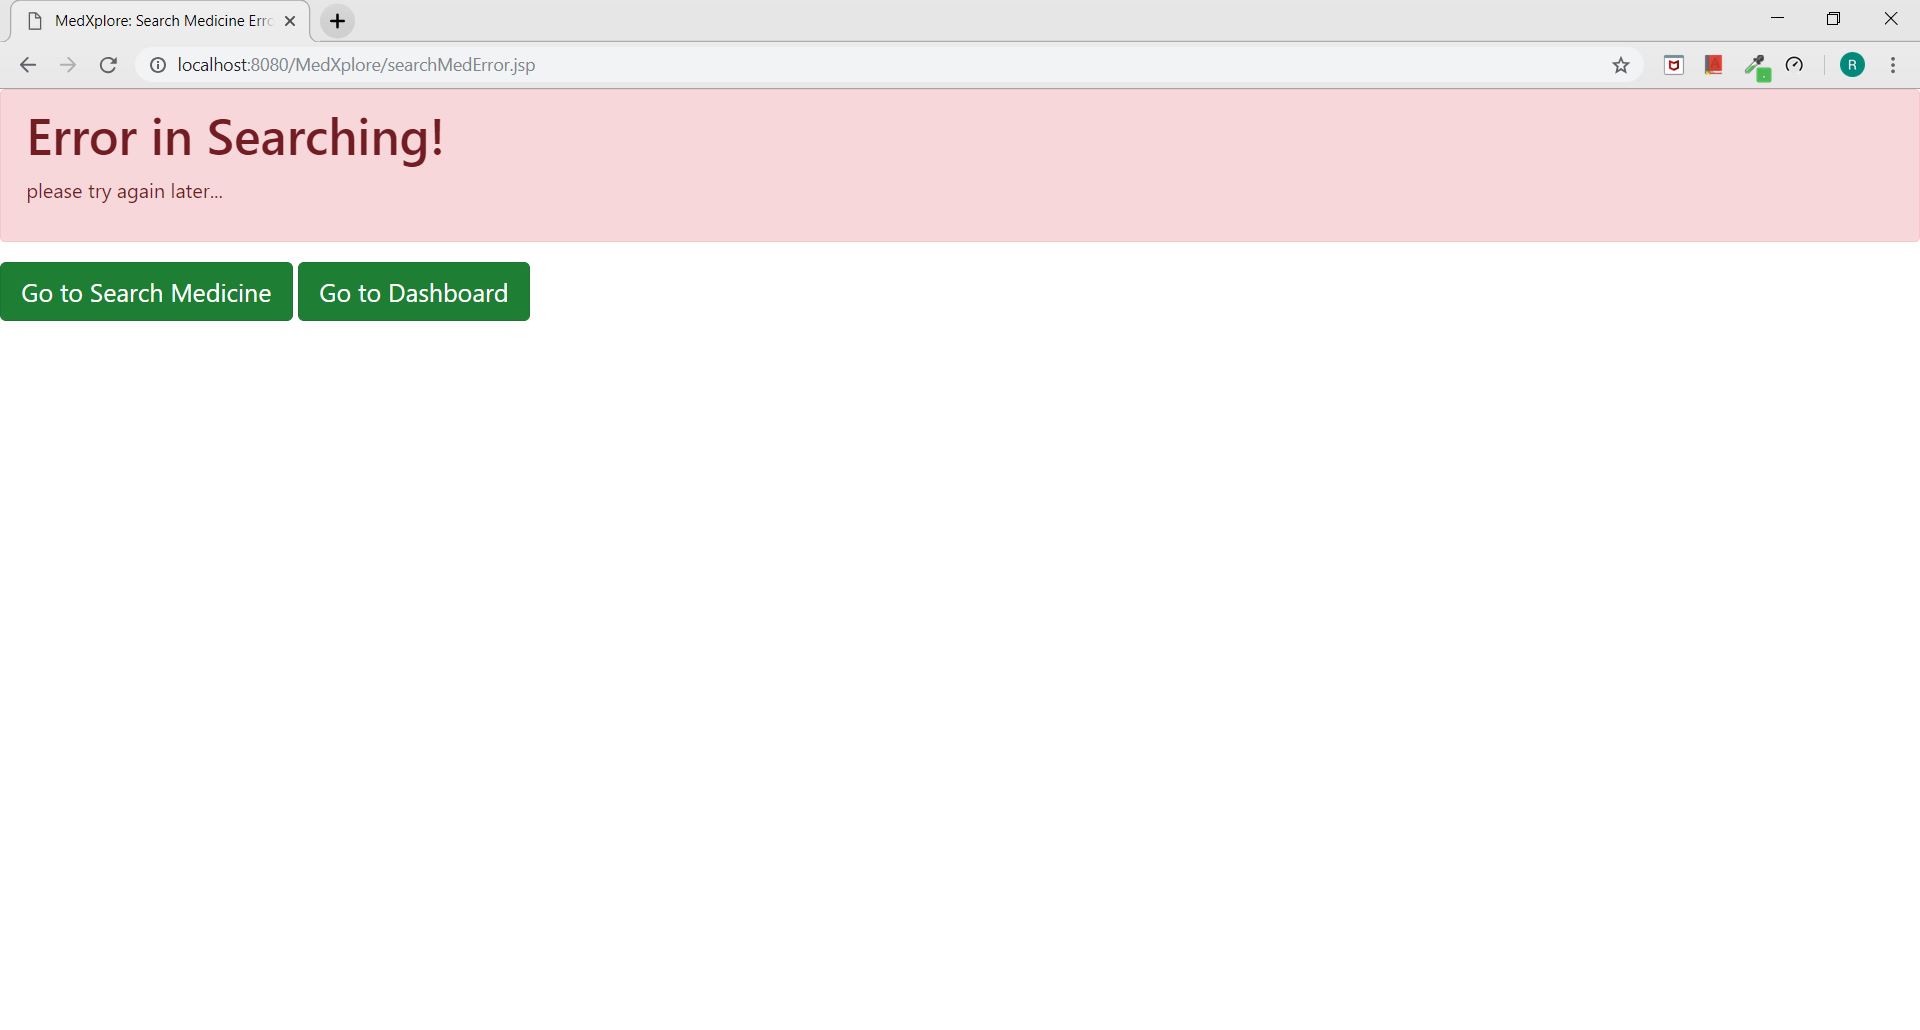 MedXplore: Search Medicine Erro
localhost:8080/MedXplore/searchMedError.jsp
R
Error in Searching!
please try again later...
Go to Search Medicine
Go to Dashboard